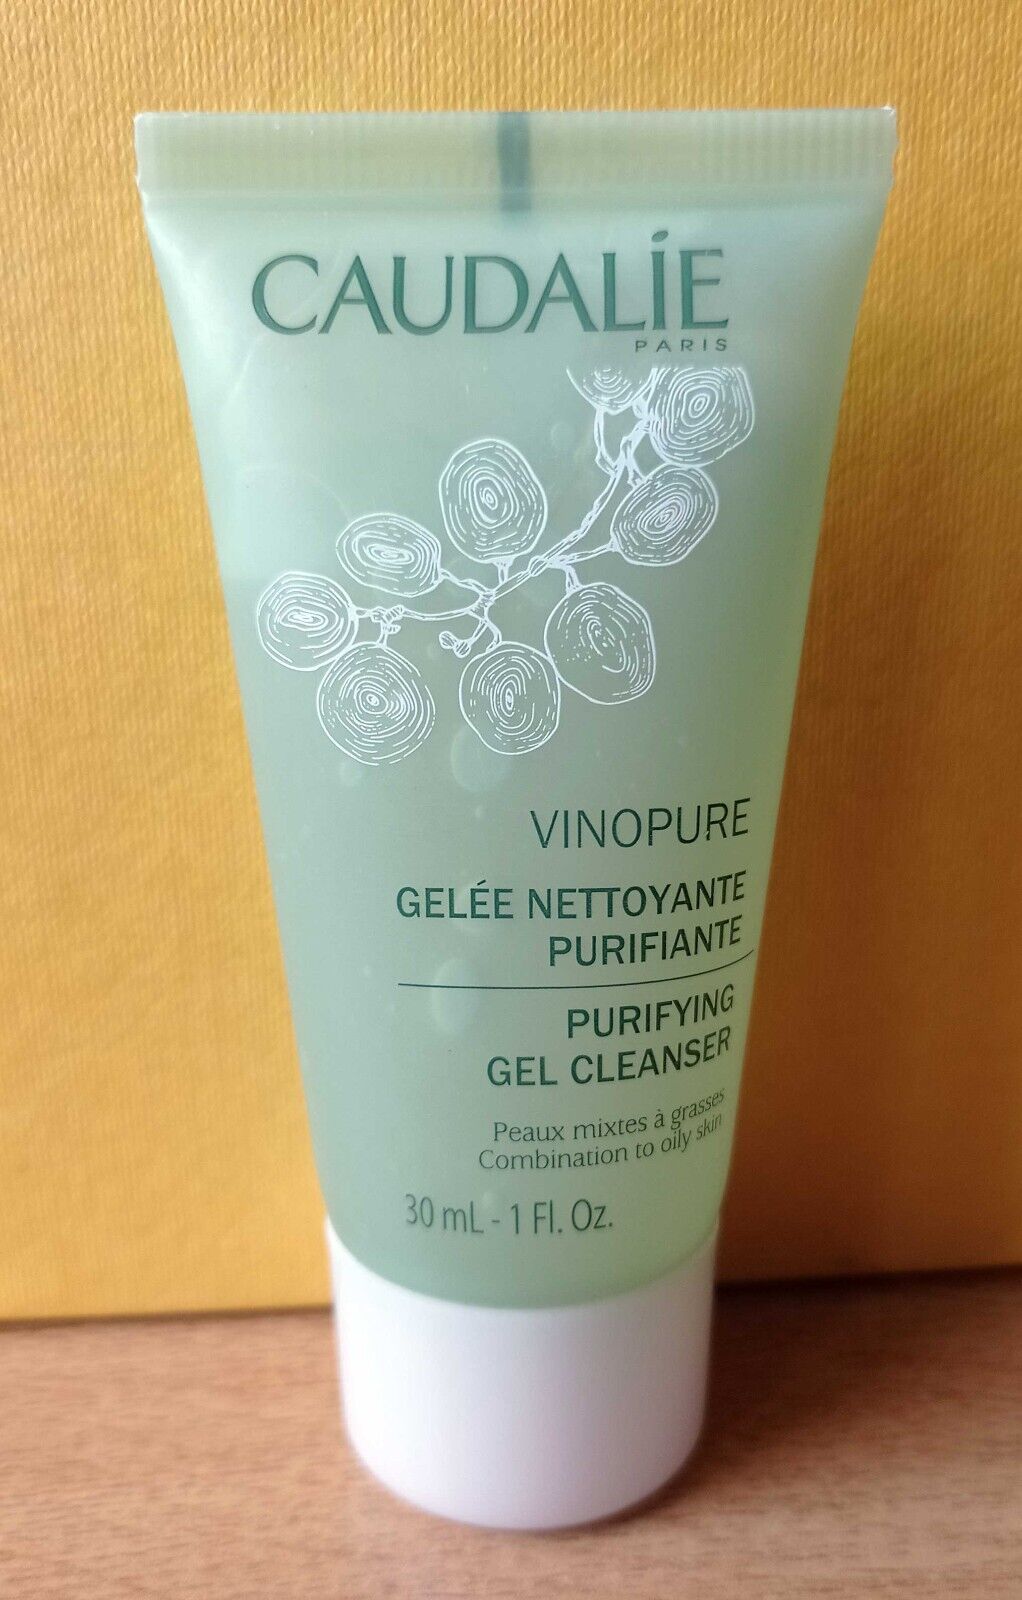 CAUDALÍE
PARIS
VINOPURE
GELÉE NETTOYANTE
PURIFIANTE
PURIFYING
GEL CLEANSER
Peaux mixtes à grasses
Combination to oily skin
30 mL - 1 Fl. Oz.